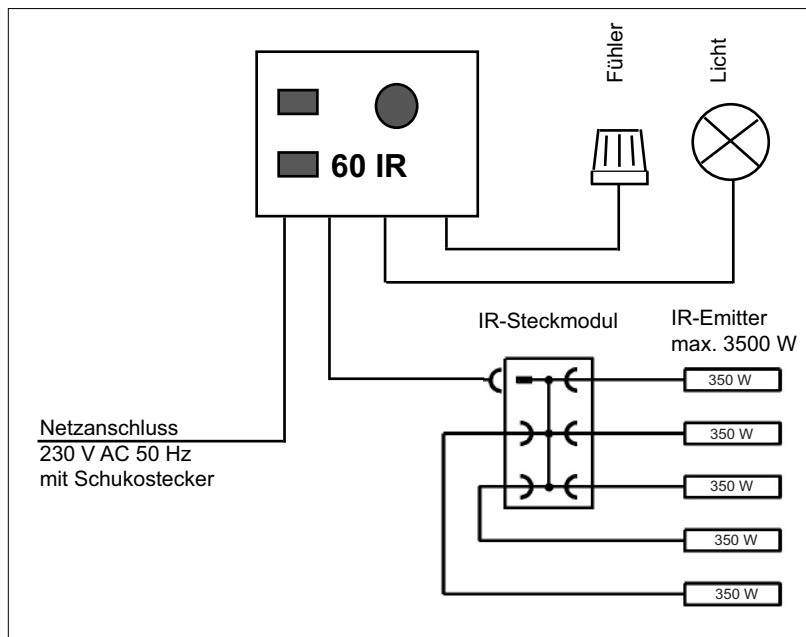 Fühler
Licht
60 IR
IR-Steckmodul
IR-Emitter
max. 3500 W
350 W
350 W
350 W
350 W
350 W
Netzanschluss
230 V AC 50 Hz
mit Schukostecker